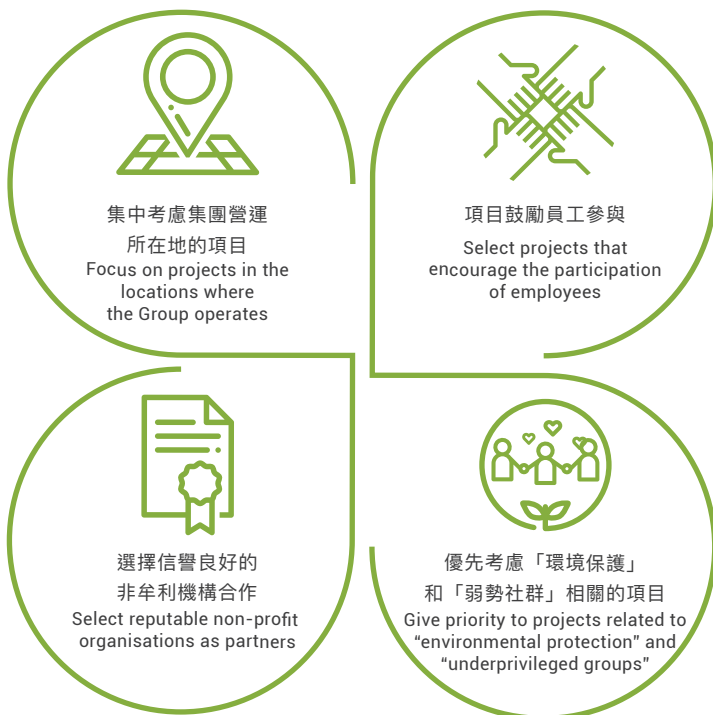 集中考慮集團營運
所在地的項目
Focus on projects in the
locations where
the Group operates
項目鼓勵員工參與
Select projects that
encourage the participation
of employees
選擇信譽良好的
非牟利機構合作
Select reputable non-profit
organisations as partners
優先考慮「環境保護」
和「弱勢社群」相關的項目
Give priority to projects related to
“environmental protection” and
“underprivileged groups”